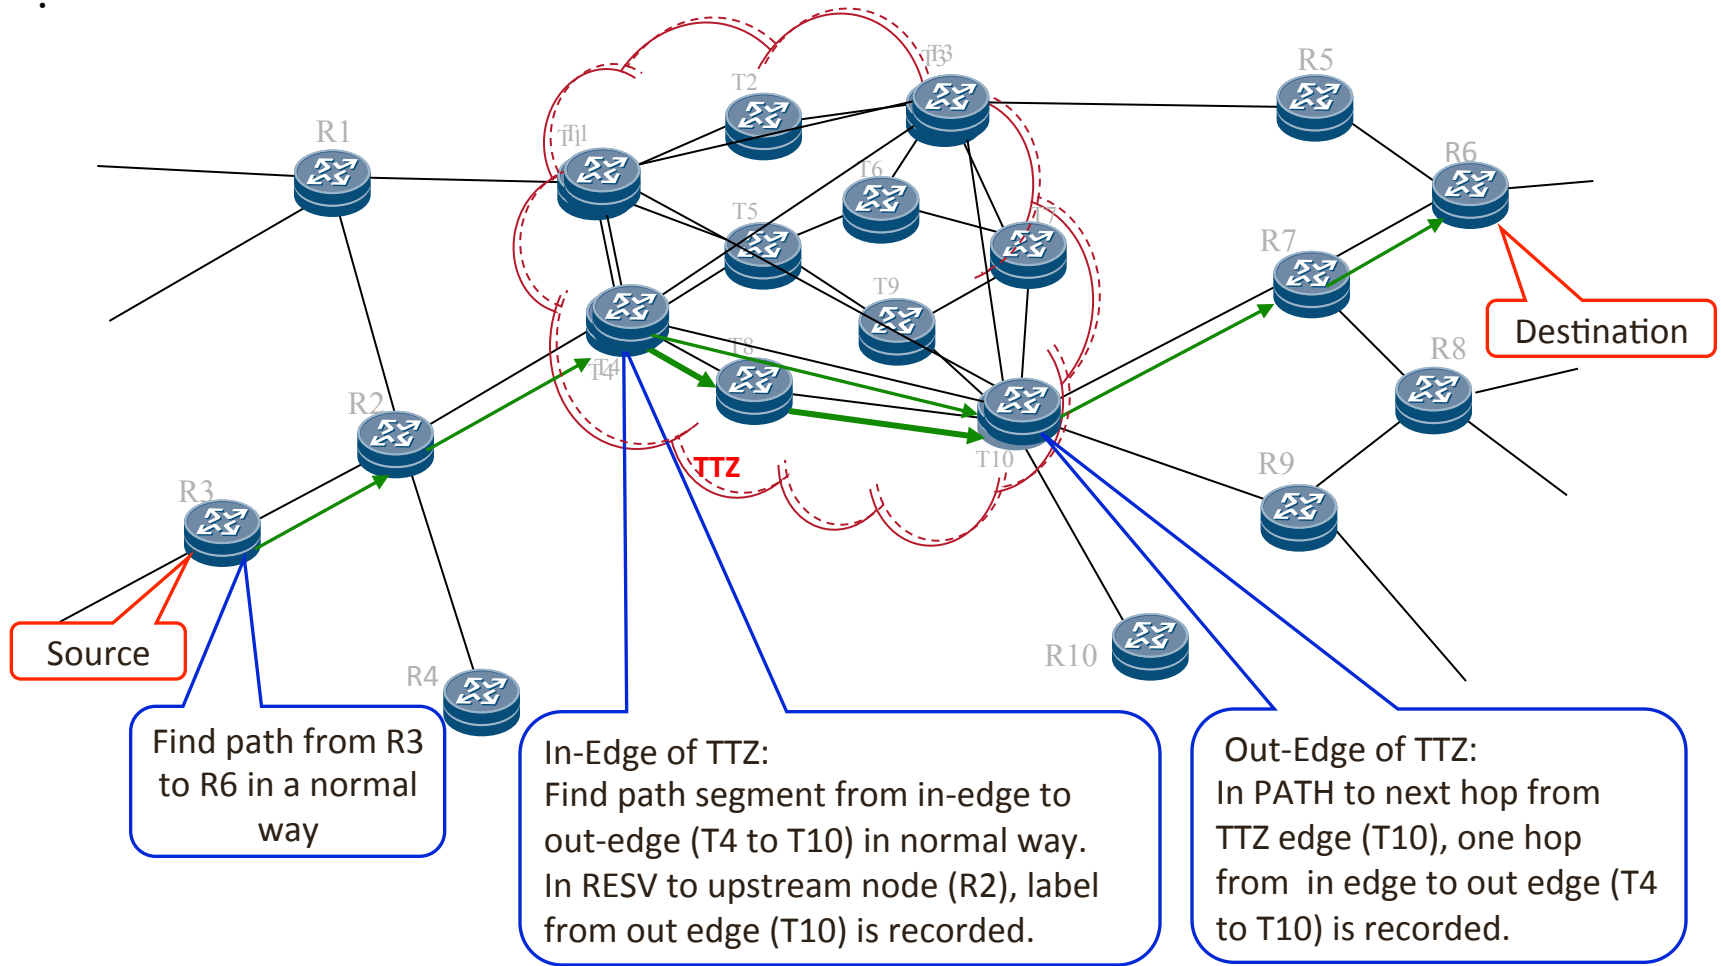 .
T3
T3
R5
T2
R1
T1
T1
R6
T6
T5
T7
R7
T9
Destination
T8
R8
T4
T4
R2
T10
TTZ
R9
R3
Source
R10
R4
Find path from R3
to R6 in a normal
way
In-Edge of TTZ:
Find path segment from in-edge to
out-edge (T4 to T10) in normal way.
In RESV to upstream node (R2), label
from out edge (T10) is recorded.
Out-Edge of TTZ:
In PATH to next hop from
TTZ edge (T10), one hop
from in edge to out edge (T4
to T10) is recorded.